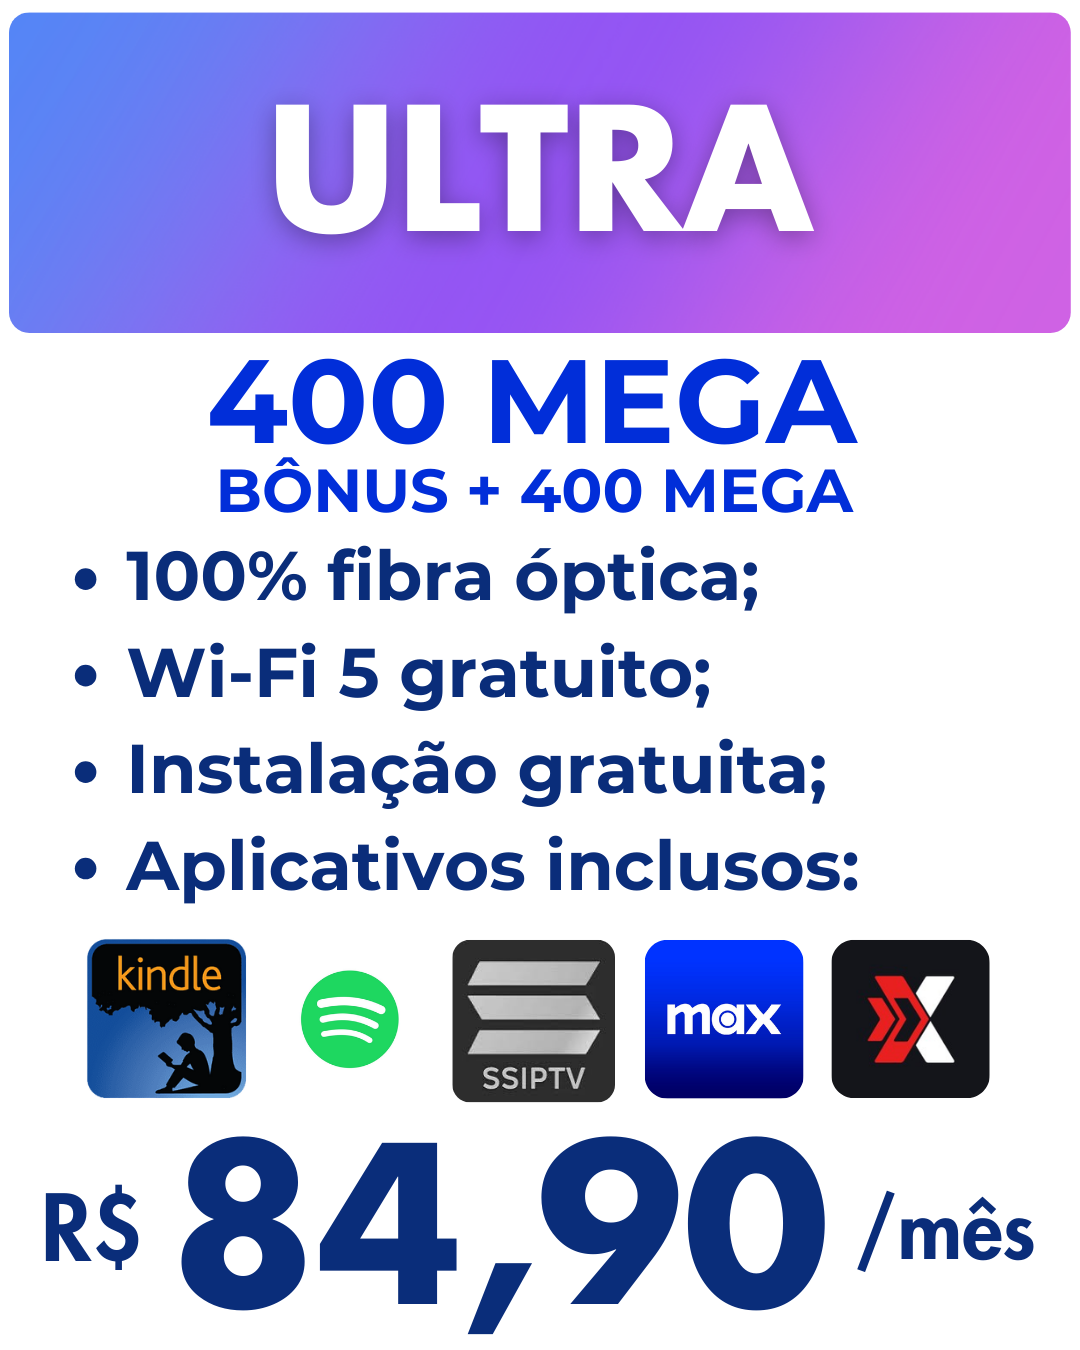 ULTRA
400 MEGA
BÔNUS + 400 MEGA
• 100% fibra óptica;
• Wi-Fi 5 gratuito;
• Instalação gratuita;
• Aplicativos inclusos:
kindle
SSIPTV
max
X
R$ 84,90 /mês